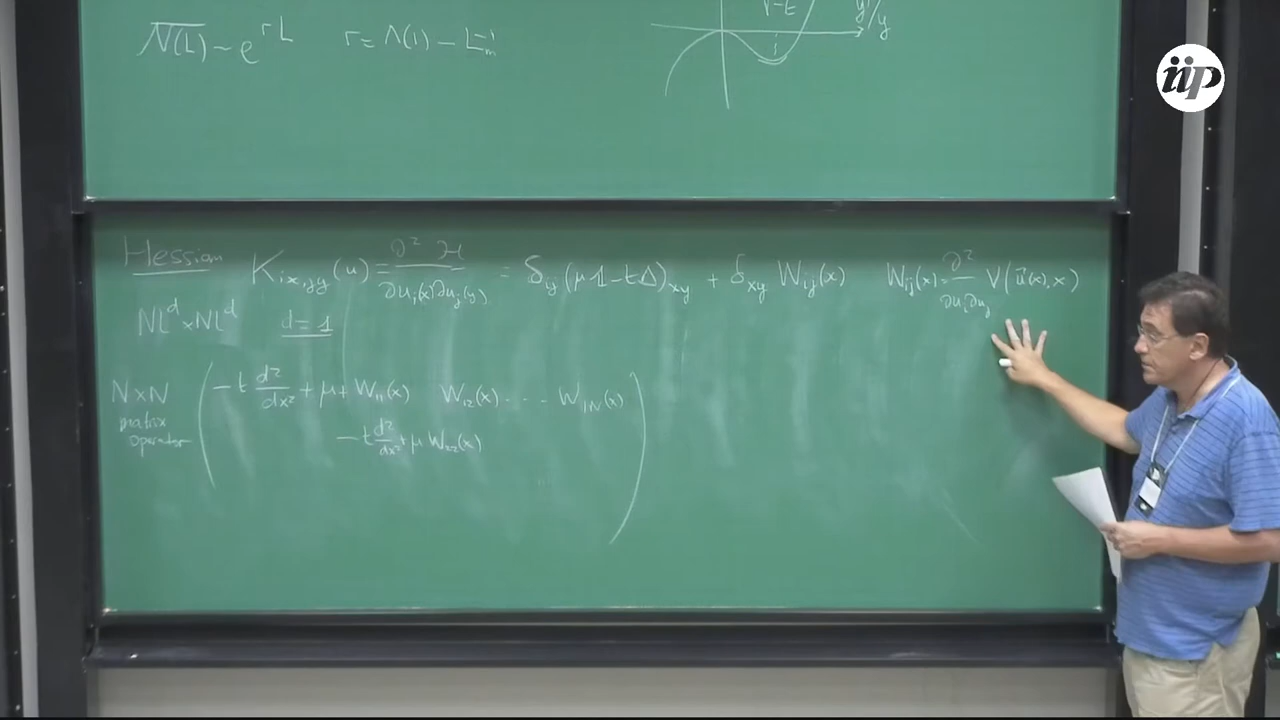 N(L) ~ e^{rL} r = Λ(1) - L_m^{-1}
iip
Hessian K_{ix,jy}(u) = ∂² ℋ / ∂u_i(x)∂u_j(y) = δ_{ij}(μ1 - tΔ)_{xy} + δ_{xy} W_{ij}(x) W_{ij}(x) = ∂² / ∂u_i ∂u_j V(u⃗(x), x)
NL^d × NL^d d=1
N×N
matrix
operator
-t d²/dx² + μ + W_{11}(x) W_{12}(x) ... W_{1N}(x)
-t d²/dx² + μ W_{22}(x)